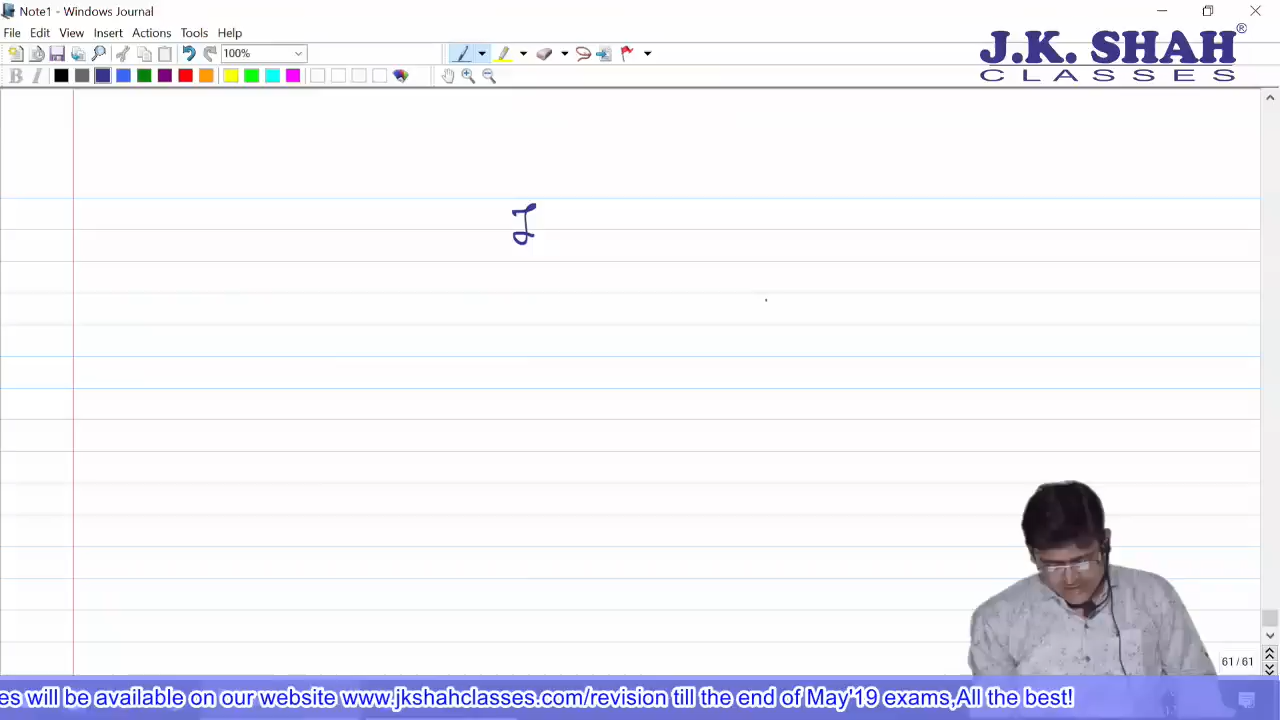 Note1 - Windows Journal
File Edit View Insert Actions Tools Help
100%
J.K. SHAH®
CLASSES
I
61 / 61
es will be available on our website www.jkshahclasses.com/revision till the end of May'19 exams,All the best!